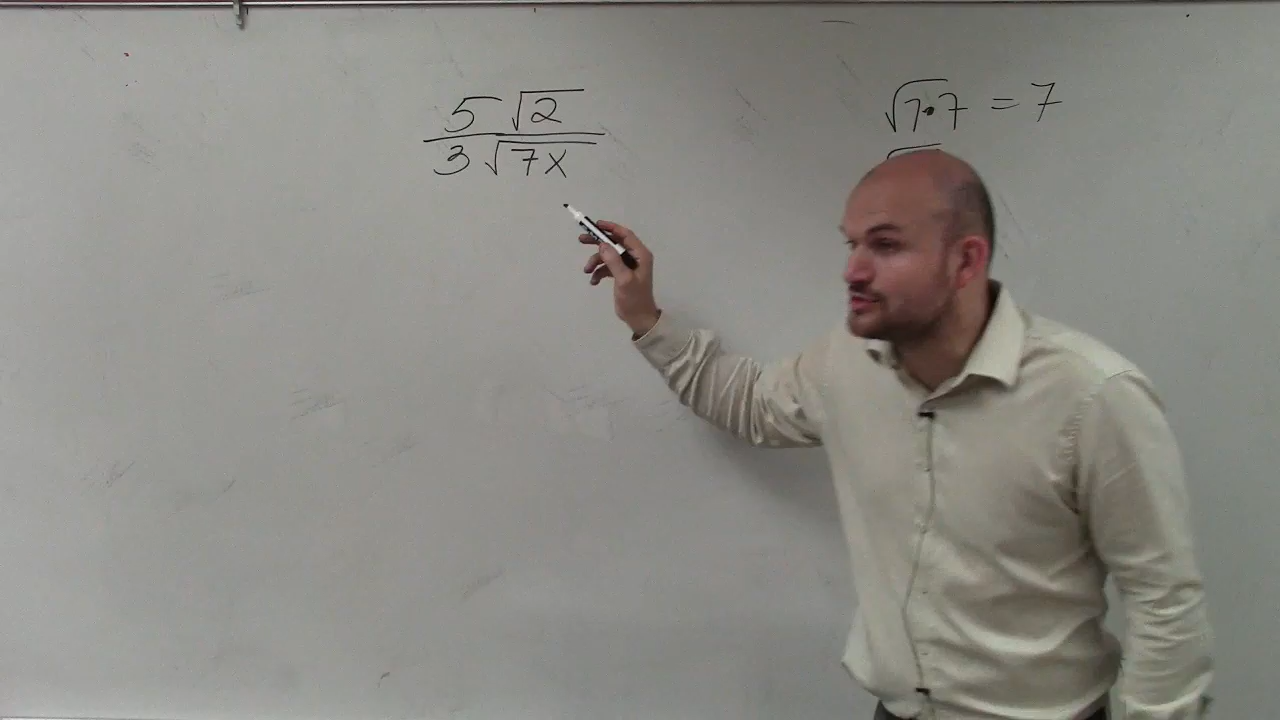 5 √2
3 √7x
√7·7 = 7